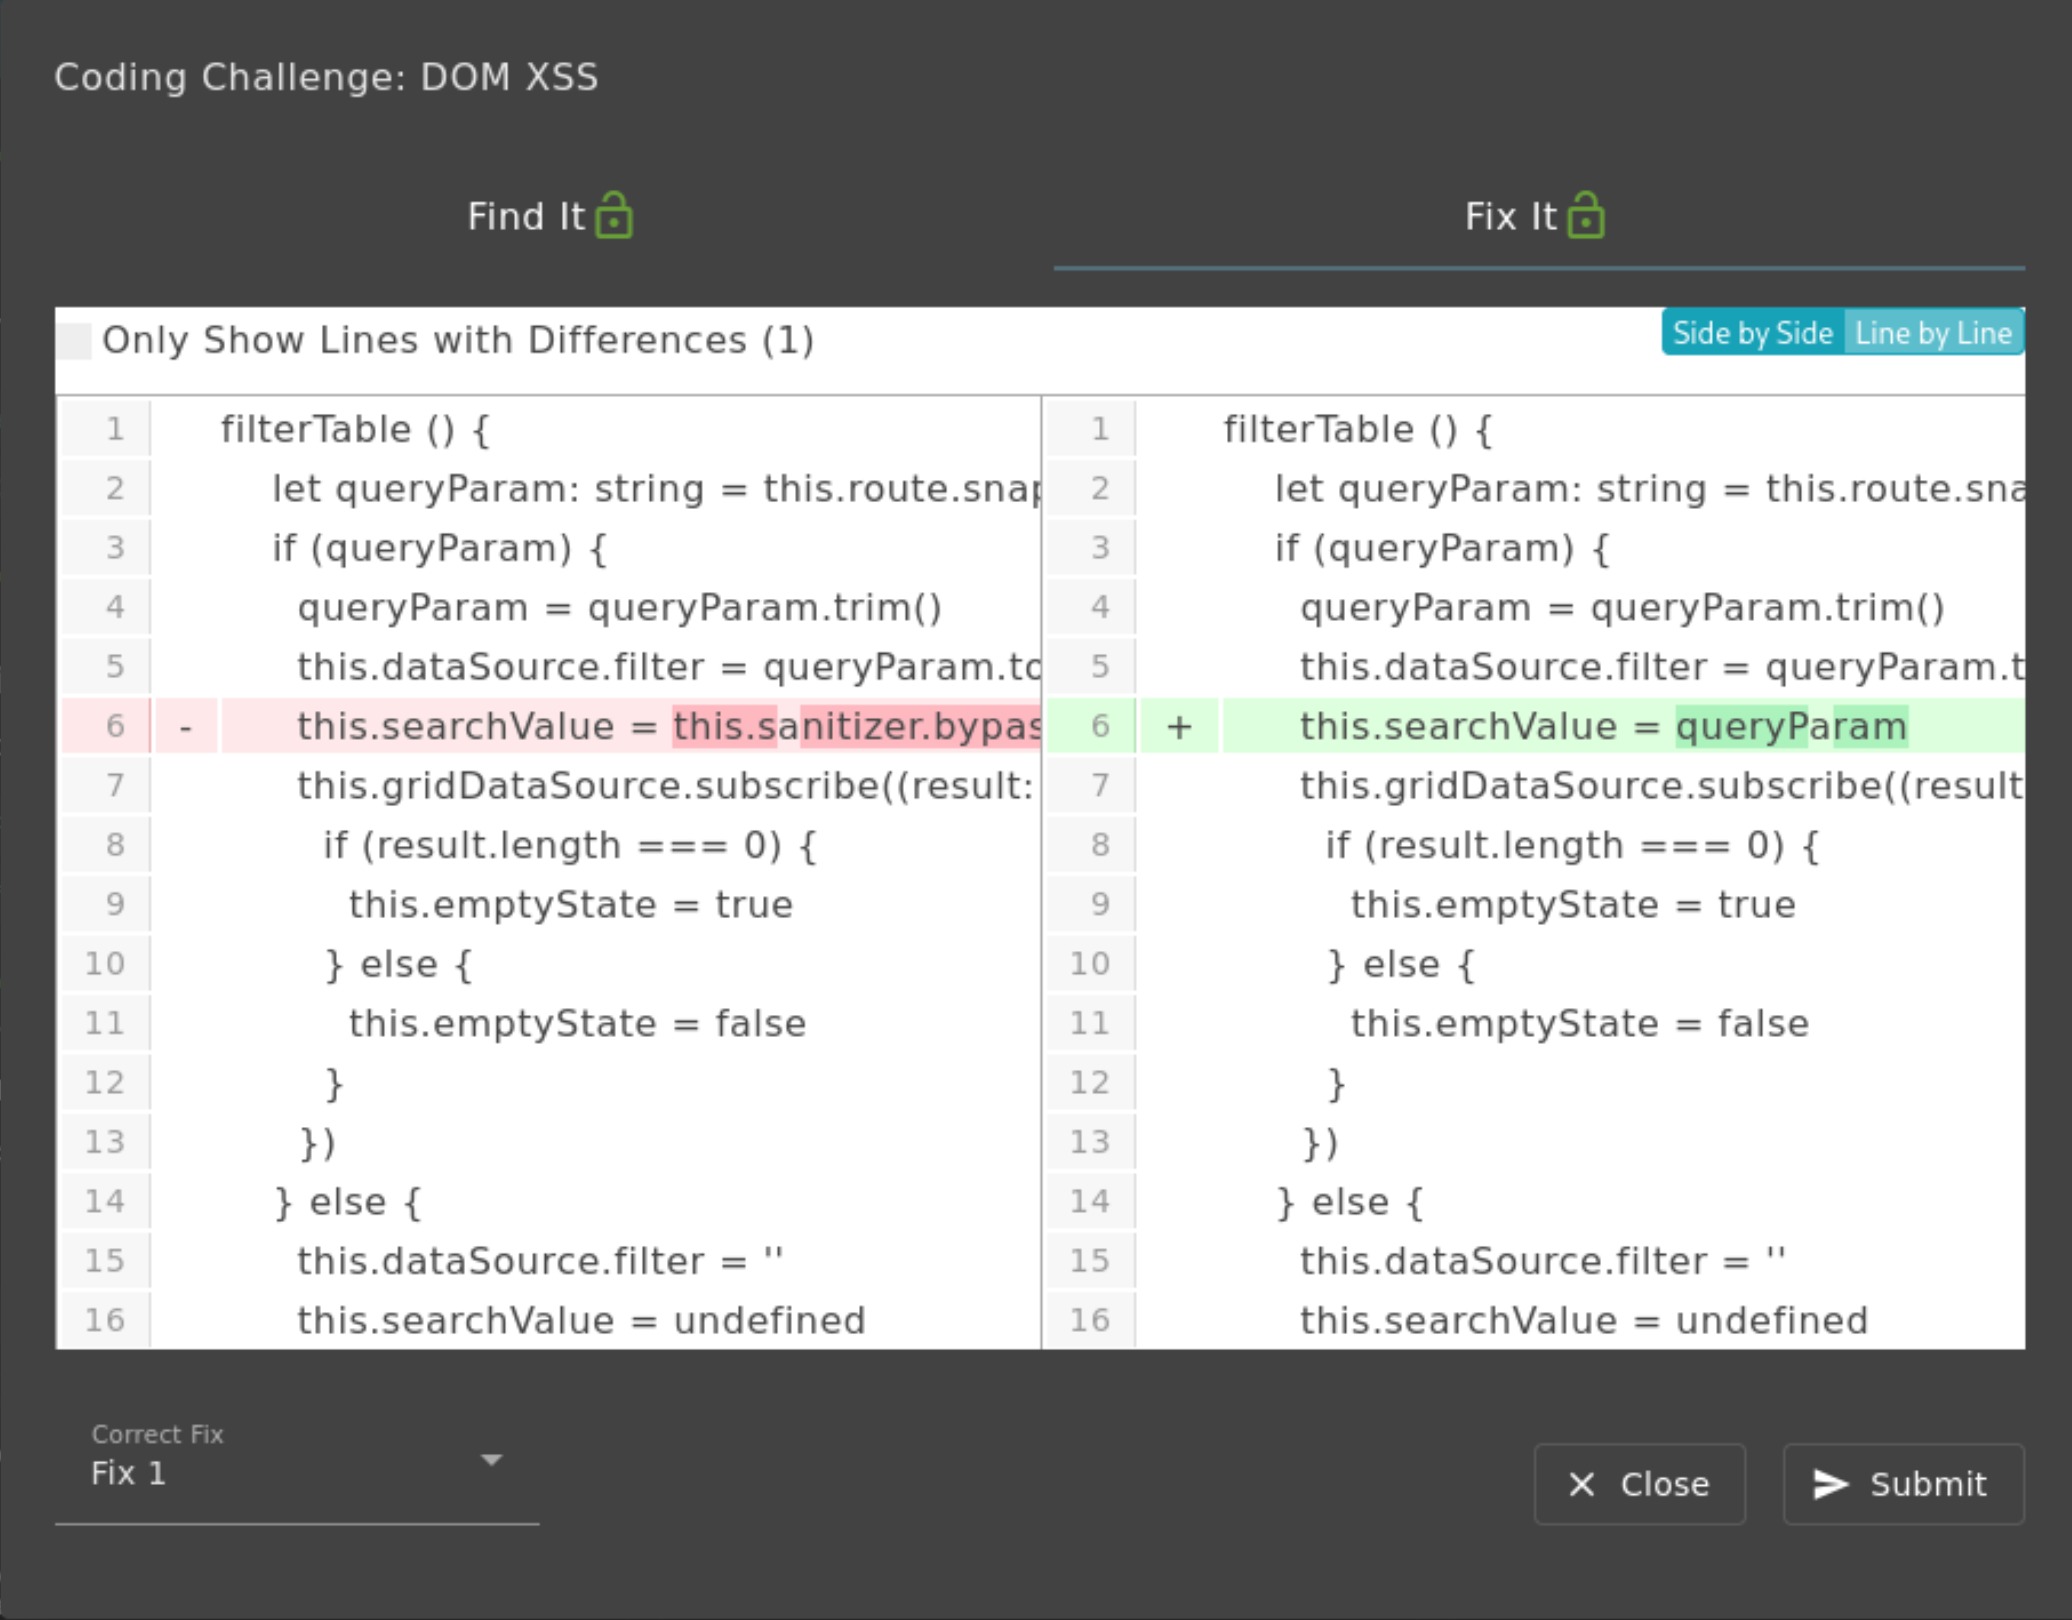 Coding Challenge: DOM XSS
Find It
Fix It
Only Show Lines with Differences (1)
Side by Side Line by Line
1 filterTable () {
2 let queryParam: string = this.route.snap
3 if (queryParam) {
4 queryParam = queryParam.trim()
5 this.dataSource.filter = queryParam.to
6 - this.searchValue = this.sanitizer.bypas
7 this.gridDataSource.subscribe((result:
8 if (result.length === 0) {
9 this.emptyState = true
10 } else {
11 this.emptyState = false
12 }
13 })
14 } else {
15 this.dataSource.filter = ''
16 this.searchValue = undefined
1 filterTable () {
2 let queryParam: string = this.route.sna
3 if (queryParam) {
4 queryParam = queryParam.trim()
5 this.dataSource.filter = queryParam.t
6 + this.searchValue = queryParam
7 this.gridDataSource.subscribe((result
8 if (result.length === 0) {
9 this.emptyState = true
10 } else {
11 this.emptyState = false
12 }
13 })
14 } else {
15 this.dataSource.filter = ''
16 this.searchValue = undefined
Correct Fix
Fix 1
Close
Submit